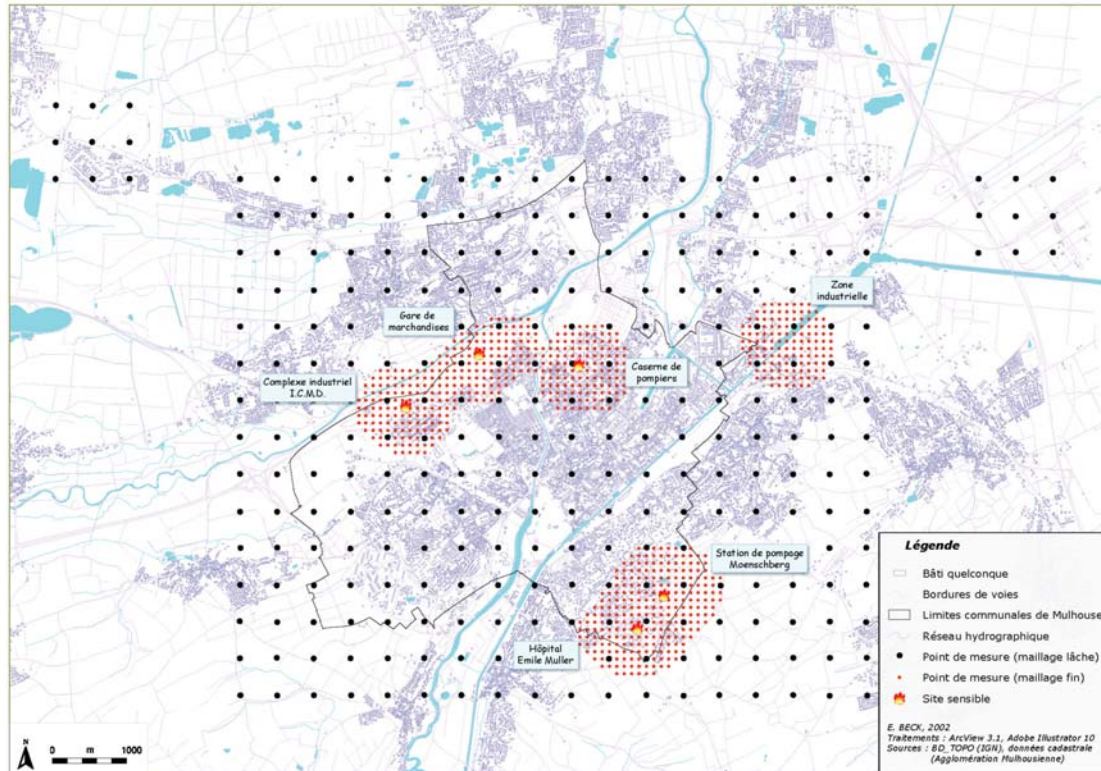 Zone
industrielle
Gare de
marchandises
Caserne de
pompiers
Complexe industriel
I.C.M.D.
Station de pompage
Moenschberg
Hôpital
Emile Muller
Légende
Bâti quelconque
Bordures de voies
Limites communales de Mulhouse
Réseau hydrographique
Point de mesure (maillage lâche)
Point de mesure (maillage fin)
Site sensible
E. BECK, 2002
Traitements : ArcView 3.1, Adobe Illustrator 10
Sources : BD_TOPO (IGN), données cadastrale
(Agglomération Mulhousienne)
N
0 m 1000